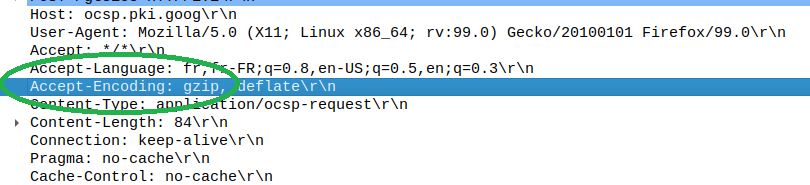 Host: ocsp.pki.goog\r\n
User-Agent: Mozilla/5.0 (X11; Linux x86_64; rv:99.0) Gecko/20100101 Firefox/99.0\r\n
Accept: */*\r\n
Accept-Language: fr,fr-FR;q=0.8,en-US;q=0.5,en;q=0.3\r\n
Accept-Encoding: gzip, deflate\r\n
Content-Type: application/ocsp-request\r\n
Content-Length: 84\r\n
Connection: keep-alive\r\n
Pragma: no-cache\r\n
Cache-Control: no-cache\r\n